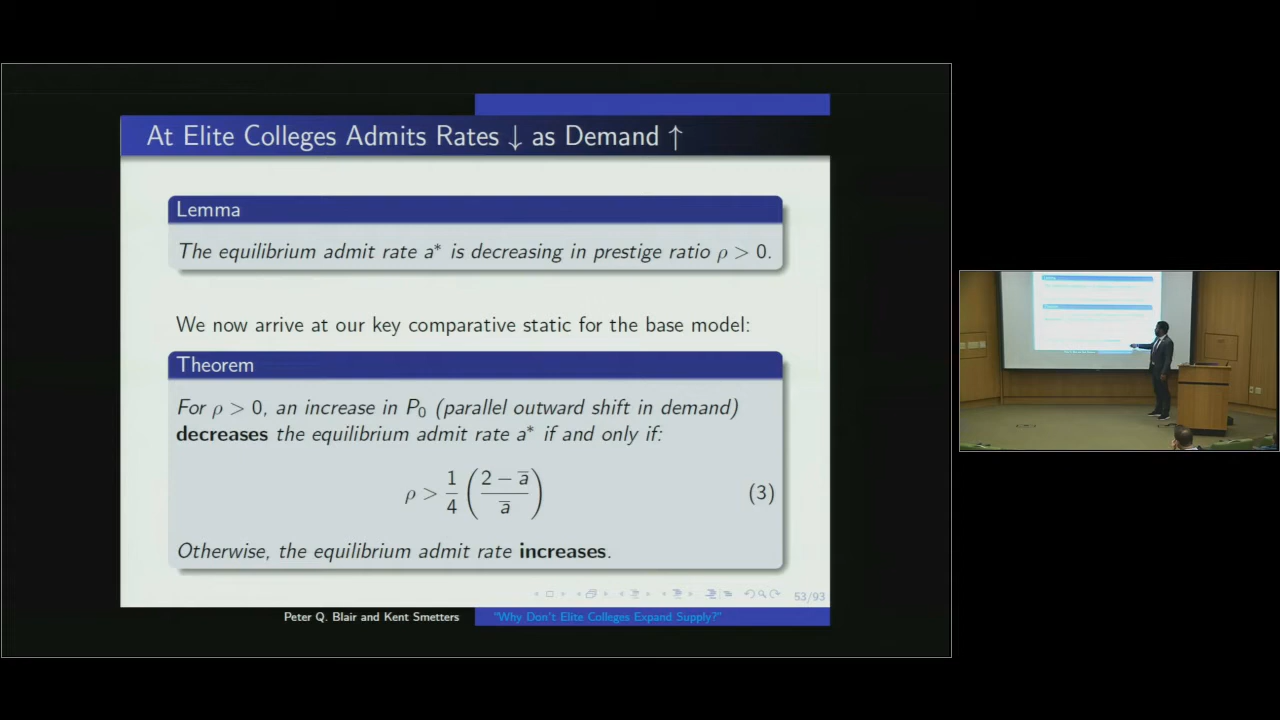 At Elite Colleges Admits Rates ↓ as Demand ↑
Lemma
The equilibrium admit rate a* is decreasing in prestige ratio ρ > 0.
We now arrive at our key comparative static for the base model:
Theorem
For ρ > 0, an increase in P₀ (parallel outward shift in demand)
decreases the equilibrium admit rate a* if and only if:
ρ > 1/4 ((2 − a̅)/a̅) (3)
Otherwise, the equilibrium admit rate increases.
53/93
Peter Q. Blair and Kent Smetters "Why Don't Elite Colleges Expand Supply?"